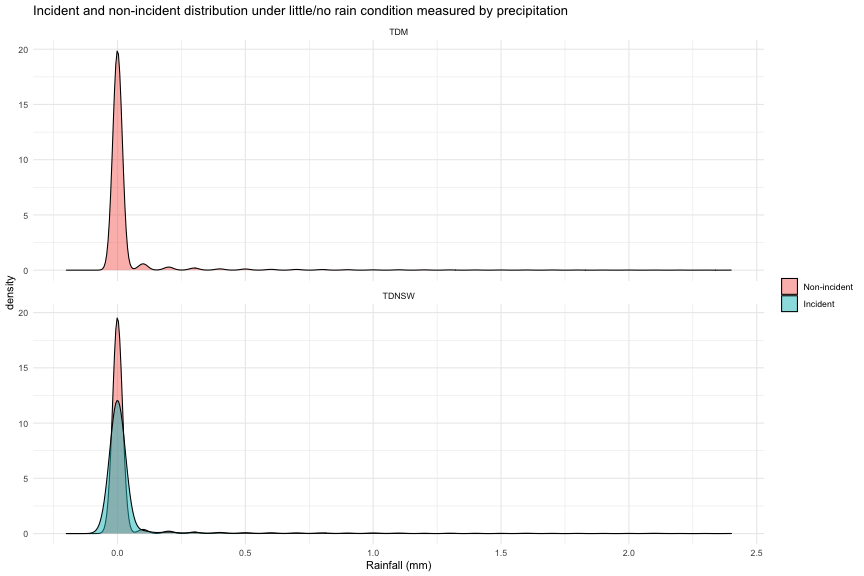 Incident and non-incident distribution under little/no rain condition measured by precipitation
TDM
20
15
10
5
0
density
TDNSW
20
15
10
5
0
0.0 0.5 1.0 1.5 2.0 2.5
Rainfall (mm)
Non-incident
Incident